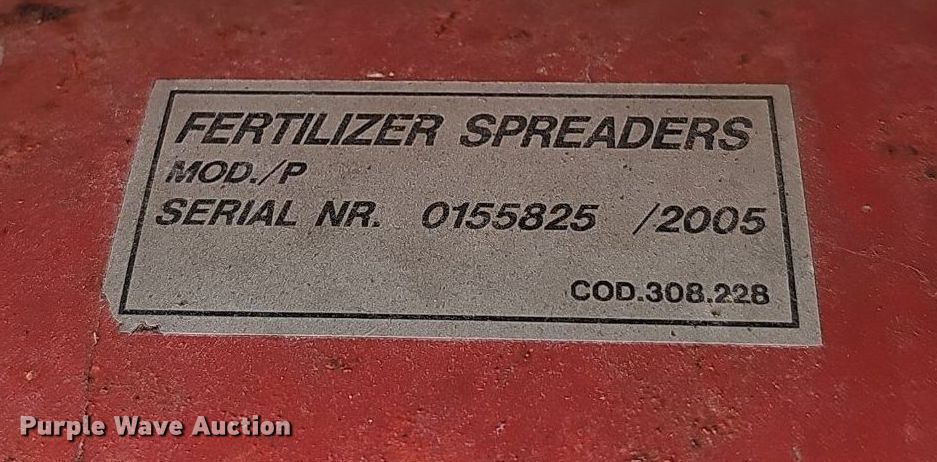 FERTILIZER SPREADERS
MOD./P
SERIAL NR. 0155825 /2005
COD.308.228
Purple Wave Auction